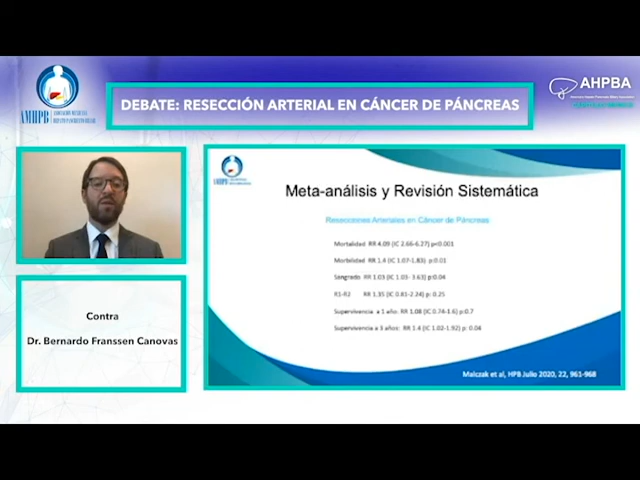 AMHPB
AHPBA
DEBATE: RESECCIÓN ARTERIAL EN CÁNCER DE PÁNCREAS
Meta-análisis y Revisión Sistemática
Resecciones Arteriales en Cáncer de Páncreas
Mortalidad RR 4.09 (IC 2.66-6.27) p<0.001
Morbilidad RR 1.4 (IC 1.07-1.83) p:0.01
Sangrado RR 1.03 (IC 1.03- 3.63) p:0.04
R1-R2 RR 1.35 (IC 0.81-2.24) p: 0.25
Supervivencia a 1 año: RR 1.08 (IC 0.74-1.6) p:0.7
Supervivencia a 3 años: RR 1.4 (IC 1.02-1.92) p: 0.04
Malczak et al, HPB Julio 2020, 22, 961-968
Contra
Dr. Bernardo Franssen Canovas